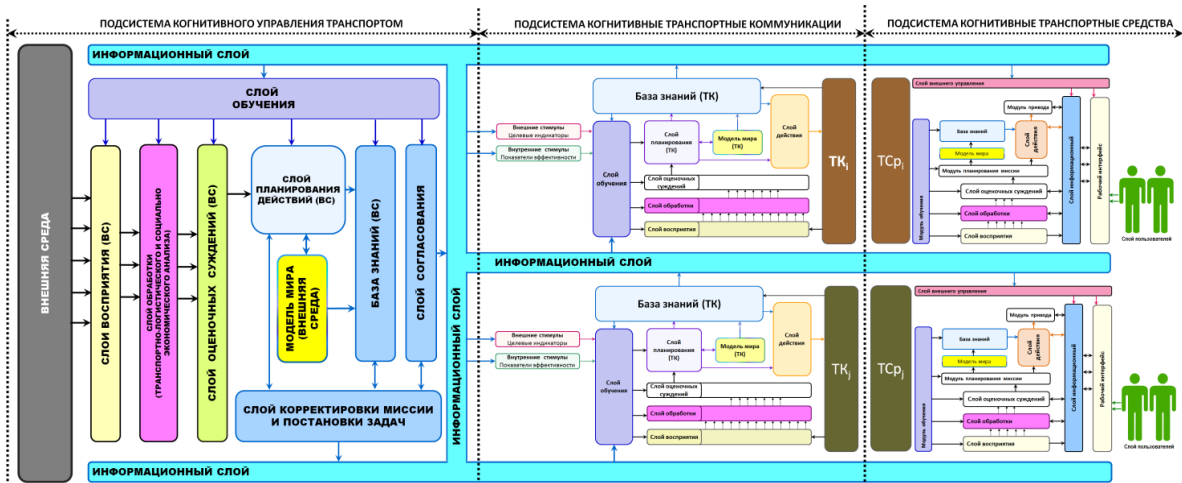 ПОДСИСТЕМА КОГНИТИВНОГО УПРАВЛЕНИЯ ТРАНСПОРТОМ
ПОДСИСТЕМА КОГНИТИВНЫЕ ТРАНСПОРТНЫЕ КОММУНИКАЦИИ
ПОДСИСТЕМА КОГНИТИВНЫЕ ТРАНСПОРТНЫЕ СРЕДСТВА
ВНЕШНЯЯ СРЕДА
ИНФОРМАЦИОННЫЙ СЛОЙ
СЛОЙ
ОБУЧЕНИЯ
СЛОИ ВОСПРИЯТИЯ (ВС)
СЛОЙ ОБРАБОТКИ
(ТРАНСПОРТНО-ЛОГИСТИЧЕСКОГО И СОЦИАЛЬНО
ЭКОНОМИЧЕСКОГО АНАЛИЗА)
СЛОЙ ОЦЕНОЧНЫХ СУЖДЕНИЙ (ВС)
СЛОЙ
ПЛАНИРОВАНИЯ
ДЕЙСТВИЙ (ВС)
МОДЕЛЬ МИРА
(ВНЕШНЯЯ
СРЕДА)
БАЗА ЗНАНИЙ (ВС)
СЛОЙ СОГЛАСОВАНИЯ
СЛОЙ КОРРЕКТИРОВКИ МИССИИ
И ПОСТАНОВКИ ЗАДАЧ
ИНФОРМАЦИОННЫЙ СЛОЙ
ИНФОРМАЦИОННЫЙ СЛОЙ
База знаний (ТК)
Внешние стимулы
Целевые индикаторы
Внутренние стимулы
Показатели эффективности
Слой
обучения
Слой
планирования
(ТК)
Модель мира
(ТК)
Слой
действия
Слой оценочных
суждений
Слой обработки
Слой восприятия
ТКi
ТСрi
Слой внешнего управления
Модуль привода
База знаний
Слой
действия
Модель мира
Модуль планирования миссии
Слой оценочных суждений
Слой обработки
Слой восприятия
Модуль обучения
Слой информационный
Рабочий интерфейс
Слой пользователей
ИНФОРМАЦИОННЫЙ СЛОЙ
База знаний (ТК)
Внешние стимулы
Целевые индикаторы
Внутренние стимулы
Показатели эффективности
Слой
обучения
Слой
планирования
(ТК)
Модель мира
(ТК)
Слой
действия
Слой оценочных
суждений
Слой обработки
Слой восприятия
ТКj
ТСрj
Слой внешнего управления
Модуль привода
База знаний
Слой
действия
Модель мира
Модуль планирования миссии
Слой оценочных суждений
Слой обработки
Слой восприятия
Модуль обучения
Слой информационный
Рабочий интерфейс
Слой пользователей